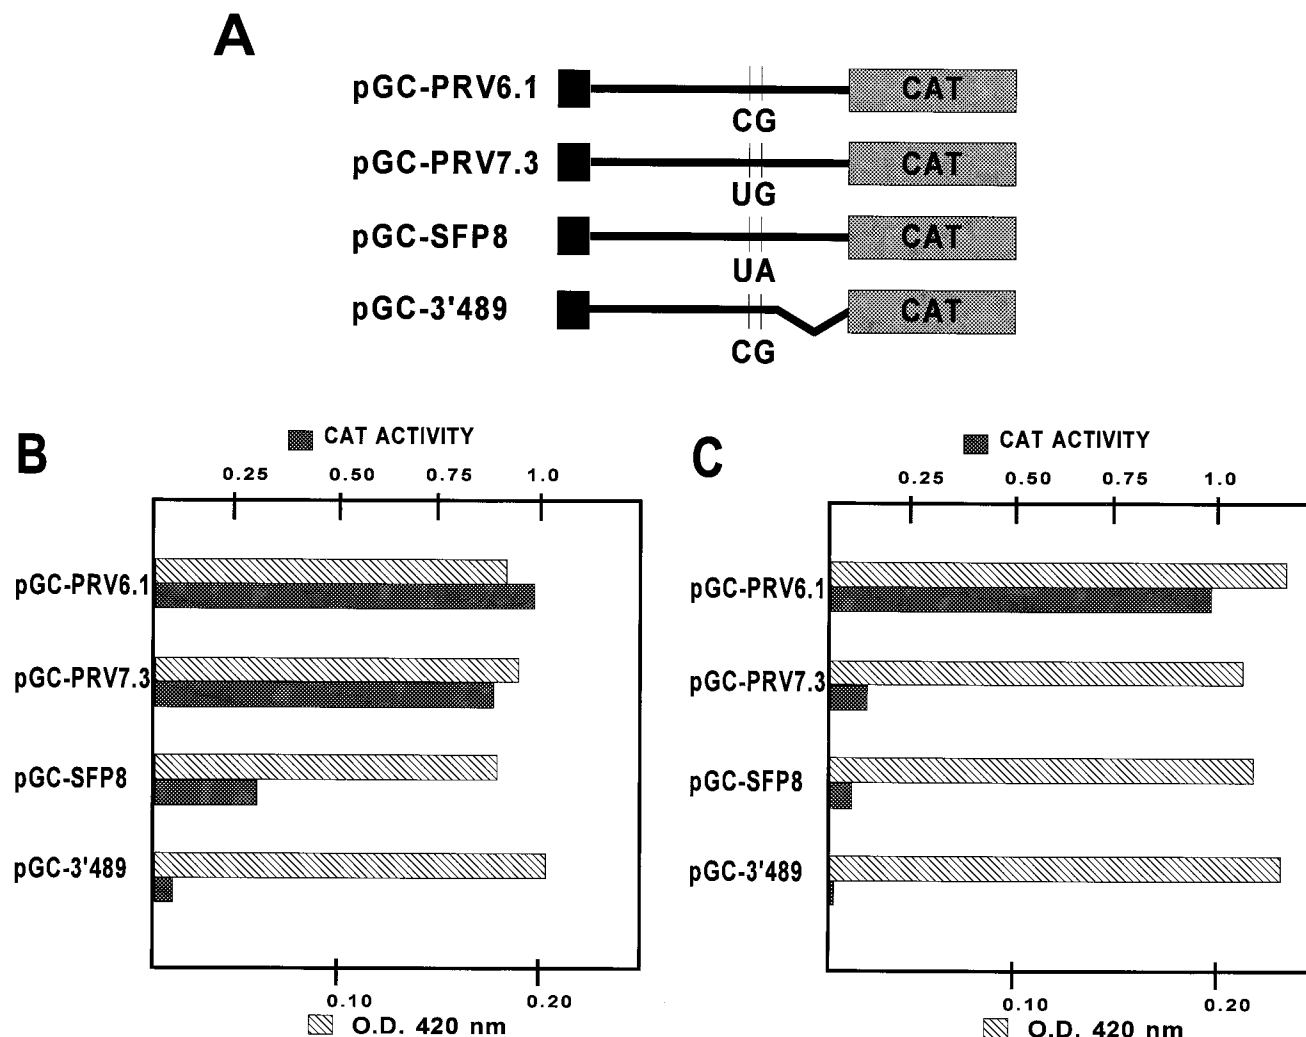 A
pGC-PRV6.1
CAT
CG
pGC-PRV7.3
CAT
UG
pGC-SFP8
CAT
UA
pGC-3'489
CAT
CG
B
CAT ACTIVITY
0.25 0.50 0.75 1.0
pGC-PRV6.1
pGC-PRV7.3
pGC-SFP8
pGC-3'489
0.10 0.20
O.D. 420 nm
C
CAT ACTIVITY
0.25 0.50 0.75 1.0
pGC-PRV6.1
pGC-PRV7.3
pGC-SFP8
pGC-3'489
0.10 0.20
O.D. 420 nm